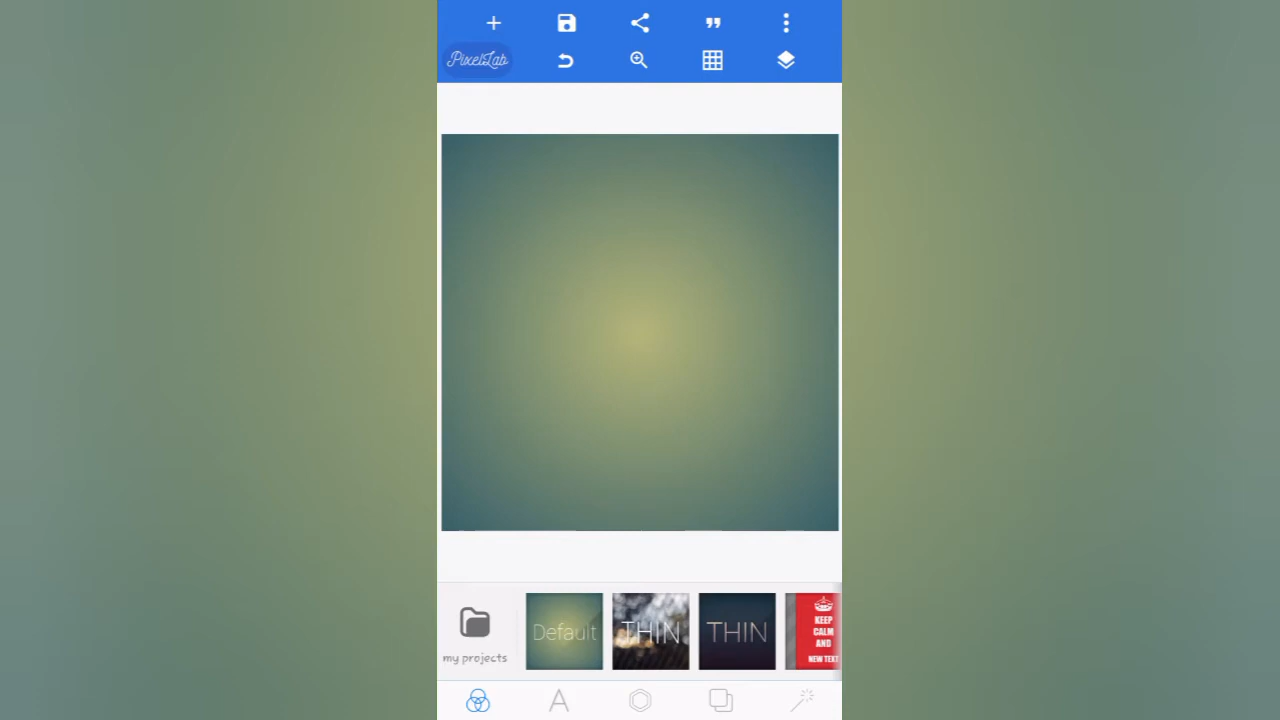 PixelLab
my projects
Default
THIN
THIN
KEEP
CALM
AND
NEW TEXT